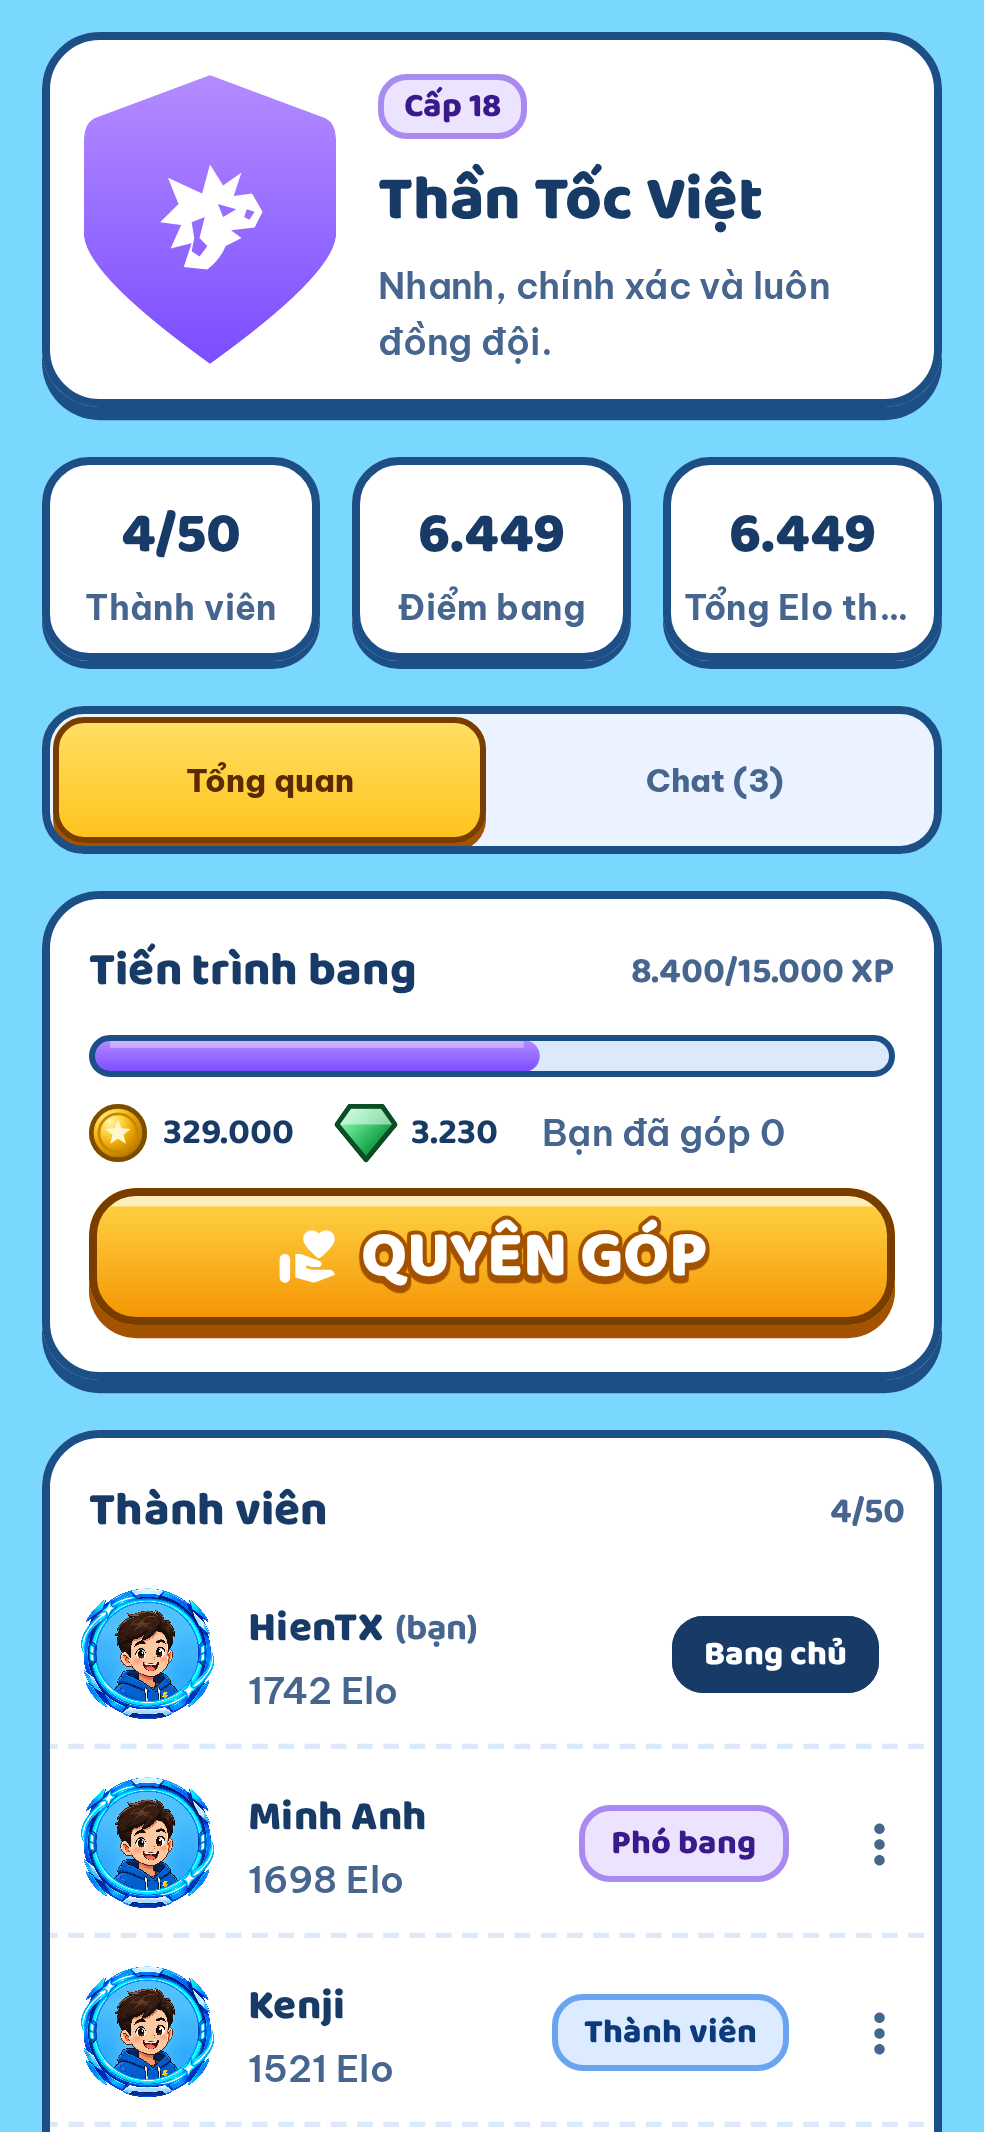 Cấp 18
Thần Tốc Việt
Nhanh, chính xác và luôn
đồng đội.
4/50
Thành viên
6.449
Điểm bang
6.449
Tổng Elo th...
Tổng quan
Chat (3)
Tiến trình bang
8.400/15.000 XP
329.000
3.230
Bạn đã góp 0
QUYÊN GÓP
Thành viên
4/50
HienTX (bạn)
1742 Elo
Bang chủ
Minh Anh
1698 Elo
Phó bang
Kenji
1521 Elo
Thành viên